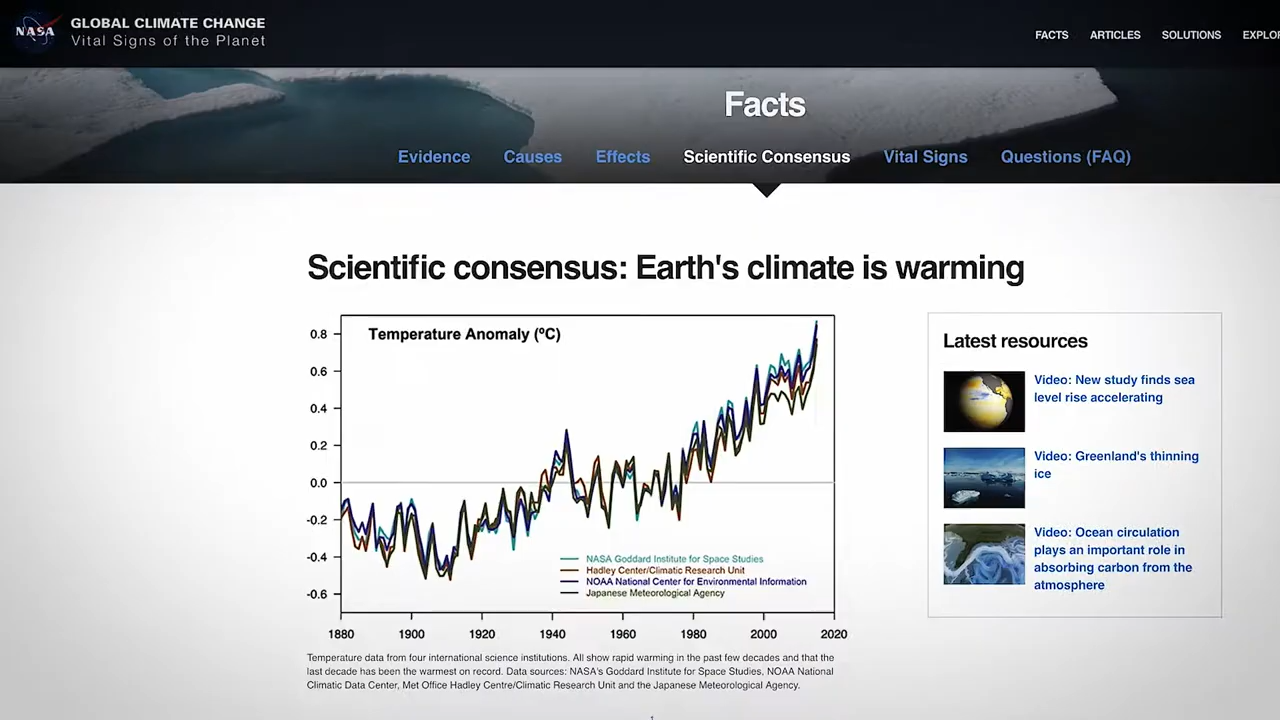 NASA
GLOBAL CLIMATE CHANGE
Vital Signs of the Planet
FACTS ARTICLES SOLUTIONS
Facts
Evidence Causes Effects Scientific Consensus Vital Signs Questions (FAQ)
Scientific consensus: Earth's climate is warming
Temperature Anomaly (ºC)
0.8
0.6
0.4
0.2
0.0
-0.2
-0.4
-0.6
NASA Goddard Institute for Space Studies
Hadley Center/Climatic Research Unit
NOAA National Center for Environmental Information
Japanese Meteorological Agency
1880 1900 1920 1940 1960 1980 2000 2020
Temperature data from four international science institutions. All show rapid warming in the past few decades and that the
last decade has been the warmest on record. Data sources: NASA's Goddard Institute for Space Studies, NOAA National
Climatic Data Center, Met Office Hadley Centre/Climatic Research Unit and the Japanese Meteorological Agency.
Latest resources
Video: New study finds sea
level rise accelerating
Video: Greenland's thinning
ice
Video: Ocean circulation
plays an important role in
absorbing carbon from the
atmosphere